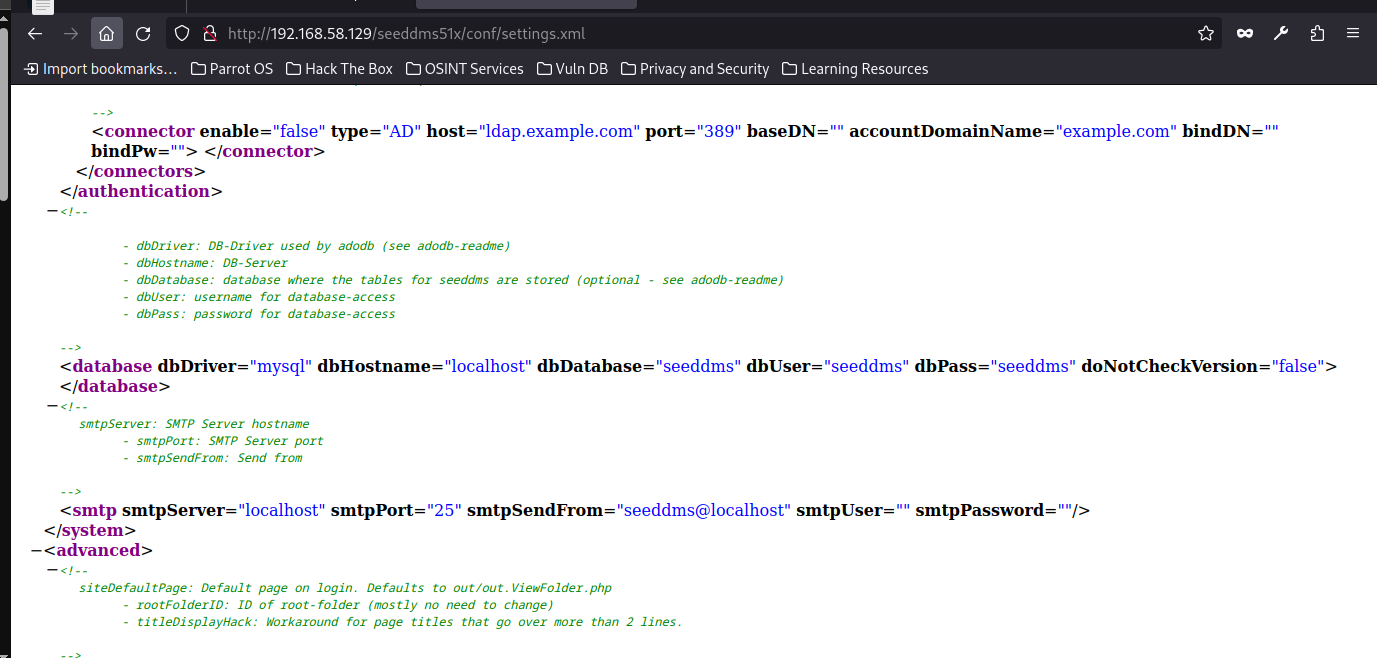 http://192.168.58.129/seeddms51x/conf/settings.xml
Import bookmarks… Parrot OS Hack The Box OSINT Services Vuln DB Privacy and Security Learning Resources
-->
<connector enable="false" type="AD" host="ldap.example.com" port="389" baseDN="" accountDomainName="example.com" bindDN=""
bindPw=""> </connector>
</connectors>
</authentication>
−<!--
- dbDriver: DB-Driver used by adodb (see adodb-readme)
- dbHostname: DB-Server
- dbDatabase: database where the tables for seeddms are stored (optional - see adodb-readme)
- dbUser: username for database-access
- dbPass: password for database-access
-->
<database dbDriver="mysql" dbHostname="localhost" dbDatabase="seeddms" dbUser="seeddms" dbPass="seeddms" doNotCheckVersion="false">
</database>
−<!--
smtpServer: SMTP Server hostname
- smtpPort: SMTP Server port
- smtpSendFrom: Send from
-->
<smtp smtpServer="localhost" smtpPort="25" smtpSendFrom="seeddms@localhost" smtpUser="" smtpPassword=""/>
</system>
−<advanced>
−<!--
siteDefaultPage: Default page on login. Defaults to out/out.ViewFolder.php
- rootFolderID: ID of root-folder (mostly no need to change)
- titleDisplayHack: Workaround for page titles that go over more than 2 lines.
-->